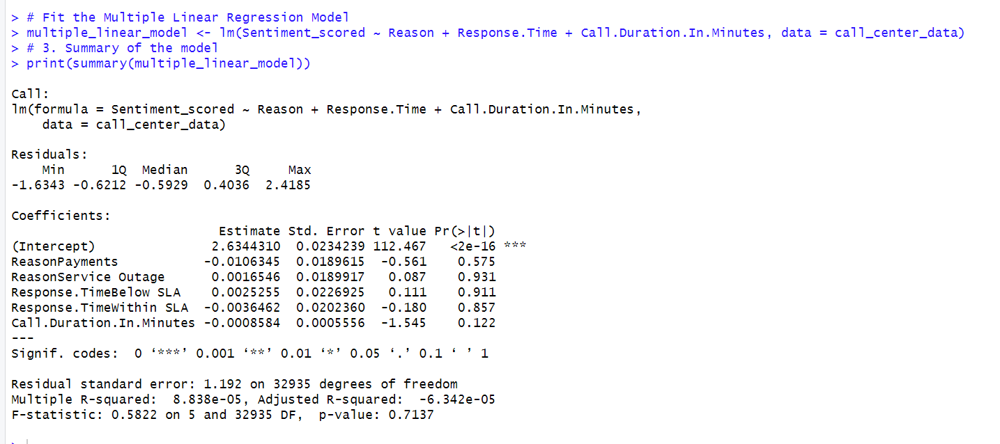 > # Fit the Multiple Linear Regression Model
> multiple_linear_model <- lm(Sentiment_scored ~ Reason + Response.Time + Call.Duration.In.Minutes, data = call_center_data)
> # 3. Summary of the model
> print(summary(multiple_linear_model))

Call:
lm(formula = Sentiment_scored ~ Reason + Response.Time + Call.Duration.In.Minutes,
    data = call_center_data)

Residuals:
    Min      1Q  Median      3Q     Max
-1.6343 -0.6212 -0.5929  0.4036  2.4185

Coefficients:
                           Estimate Std. Error t value Pr(>|t|)
(Intercept)               2.6344310  0.0234239 112.467   <2e-16 ***
ReasonPayments           -0.0106345  0.0189615  -0.561    0.575
ReasonService Outage      0.0016546  0.0189917   0.087    0.931
Response.TimeBelow SLA    0.0025255  0.0226925   0.111    0.911
Response.TimeWithin SLA  -0.0036462  0.0202360  -0.180    0.857
Call.Duration.In.Minutes -0.0008584  0.0005556  -1.545    0.122
---
Signif. codes:  0 ‘***’ 0.001 ‘**’ 0.01 ‘*’ 0.05 ‘.’ 0.1 ‘ ’ 1

Residual standard error: 1.192 on 32935 degrees of freedom
Multiple R-squared:  8.838e-05, Adjusted R-squared:  -6.342e-05
F-statistic: 0.5822 on 5 and 32935 DF,  p-value: 0.7137